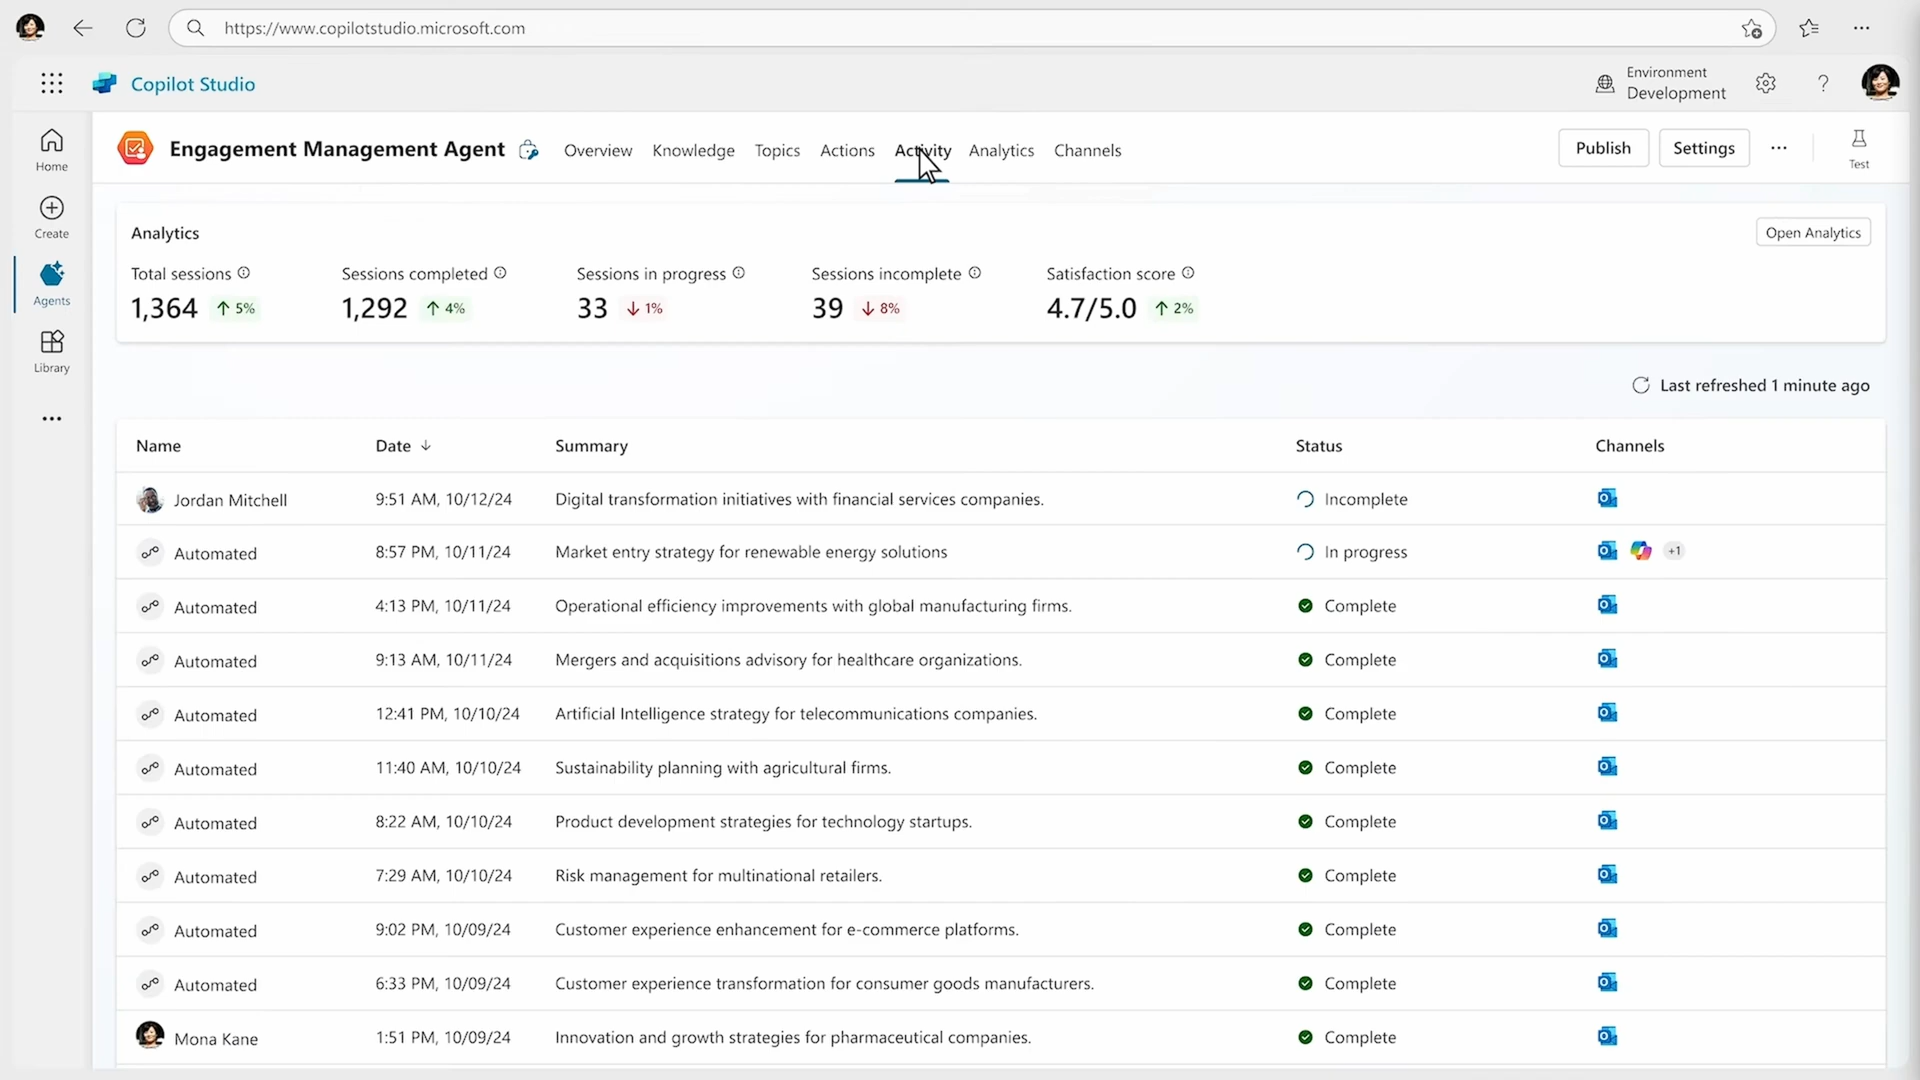 https://www.copilotstudio.microsoft.com
Copilot Studio
Environment
Development
Home
Create
Agents
Library
Engagement Management Agent
Overview
Knowledge
Topics
Actions
Activity
Analytics
Channels
Publish
Settings
Test
Analytics
Open Analytics
Total sessions
1,364 5%
Sessions completed
1,292 4%
Sessions in progress
33 1%
Sessions incomplete
39 8%
Satisfaction score
4.7/5.0 2%
Last refreshed 1 minute ago
Name Date Summary Status Channels
Jordan Mitchell 9:51 AM, 10/12/24 Digital transformation initiatives with financial services companies. Incomplete
Automated 8:57 PM, 10/11/24 Market entry strategy for renewable energy solutions In progress +1
Automated 4:13 PM, 10/11/24 Operational efficiency improvements with global manufacturing firms. Complete
Automated 9:13 AM, 10/11/24 Mergers and acquisitions advisory for healthcare organizations. Complete
Automated 12:41 PM, 10/10/24 Artificial Intelligence strategy for telecommunications companies. Complete
Automated 11:40 AM, 10/10/24 Sustainability planning with agricultural firms. Complete
Automated 8:22 AM, 10/10/24 Product development strategies for technology startups. Complete
Automated 7:29 AM, 10/10/24 Risk management for multinational retailers. Complete
Automated 9:02 PM, 10/09/24 Customer experience enhancement for e-commerce platforms. Complete
Automated 6:33 PM, 10/09/24 Customer experience transformation for consumer goods manufacturers. Complete
Mona Kane 1:51 PM, 10/09/24 Innovation and growth strategies for pharmaceutical companies. Complete